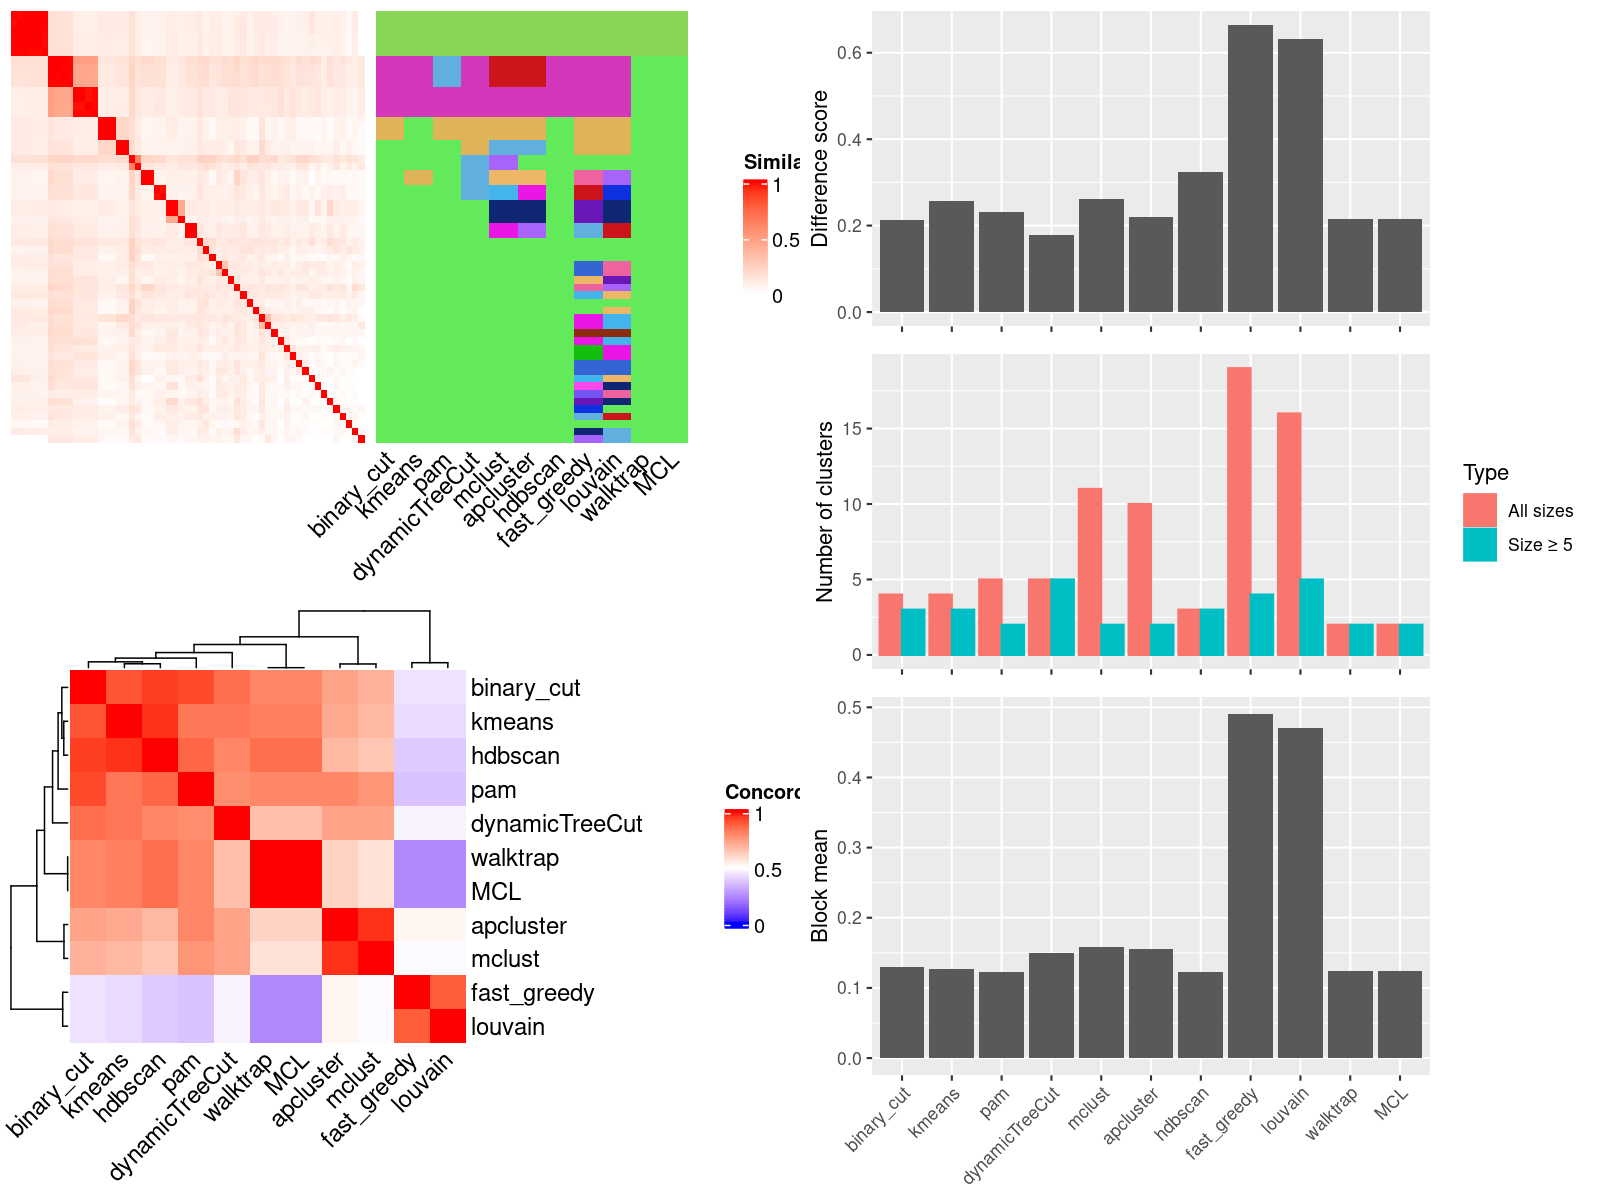 Simila
1
0.5
0
binary_cut
kmeans
pam
dynamicTreeCut
mclust
apcluster
hdbscan
fast_greedy
louvain
walktrap
MCL
Concord
1
0.5
0
binary_cut
kmeans
hdbscan
pam
dynamicTreeCut
walktrap
MCL
apcluster
mclust
fast_greedy
louvain
binary_cut
kmeans
hdbscan
pam
dynamicTreeCut
walktrap
MCL
apcluster
mclust
fast_greedy
louvain
Difference score
0.6
0.4
0.2
0.0
Number of clusters
15
10
5
0
Type
All sizes
Size ≥ 5
Block mean
0.5
0.4
0.3
0.2
0.1
0.0
binary_cut
kmeans
pam
dynamicTreeCut
mclust
apcluster
hdbscan
fast_greedy
louvain
walktrap
MCL